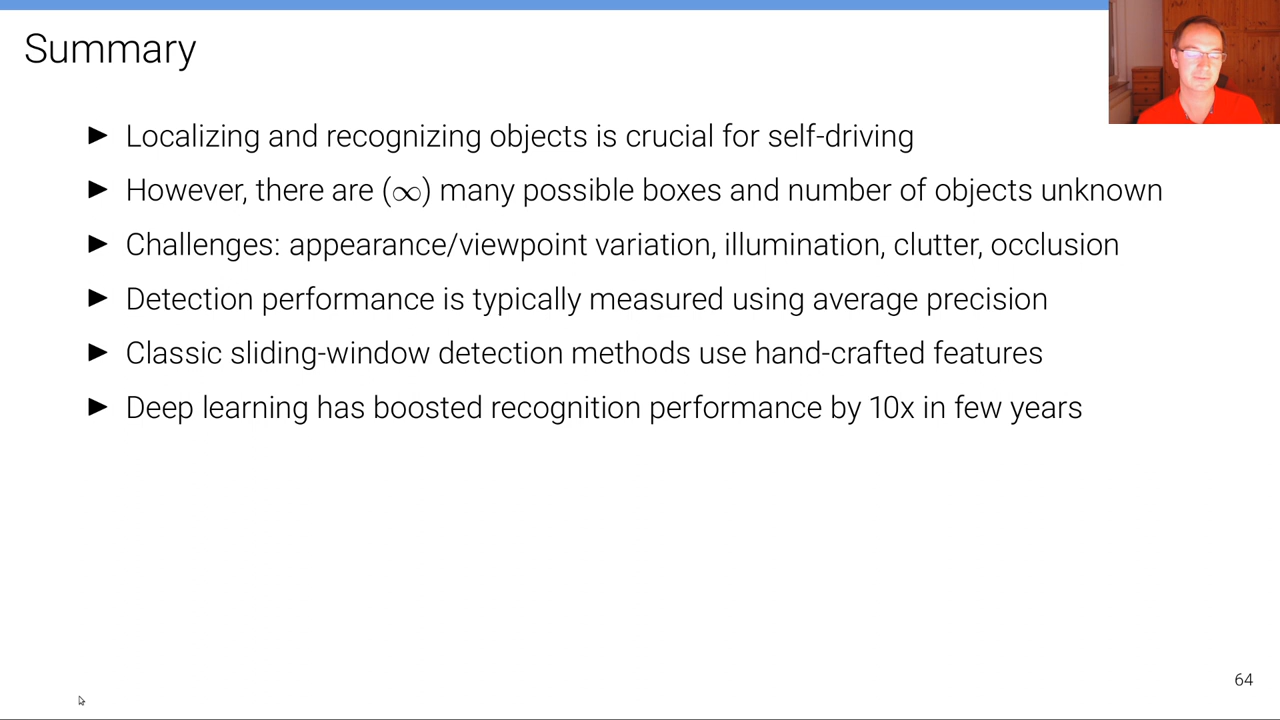 Summary
▶ Localizing and recognizing objects is crucial for self-driving
▶ However, there are (∞) many possible boxes and number of objects unknown
▶ Challenges: appearance/viewpoint variation, illumination, clutter, occlusion
▶ Detection performance is typically measured using average precision
▶ Classic sliding-window detection methods use hand-crafted features
▶ Deep learning has boosted recognition performance by 10x in few years
64